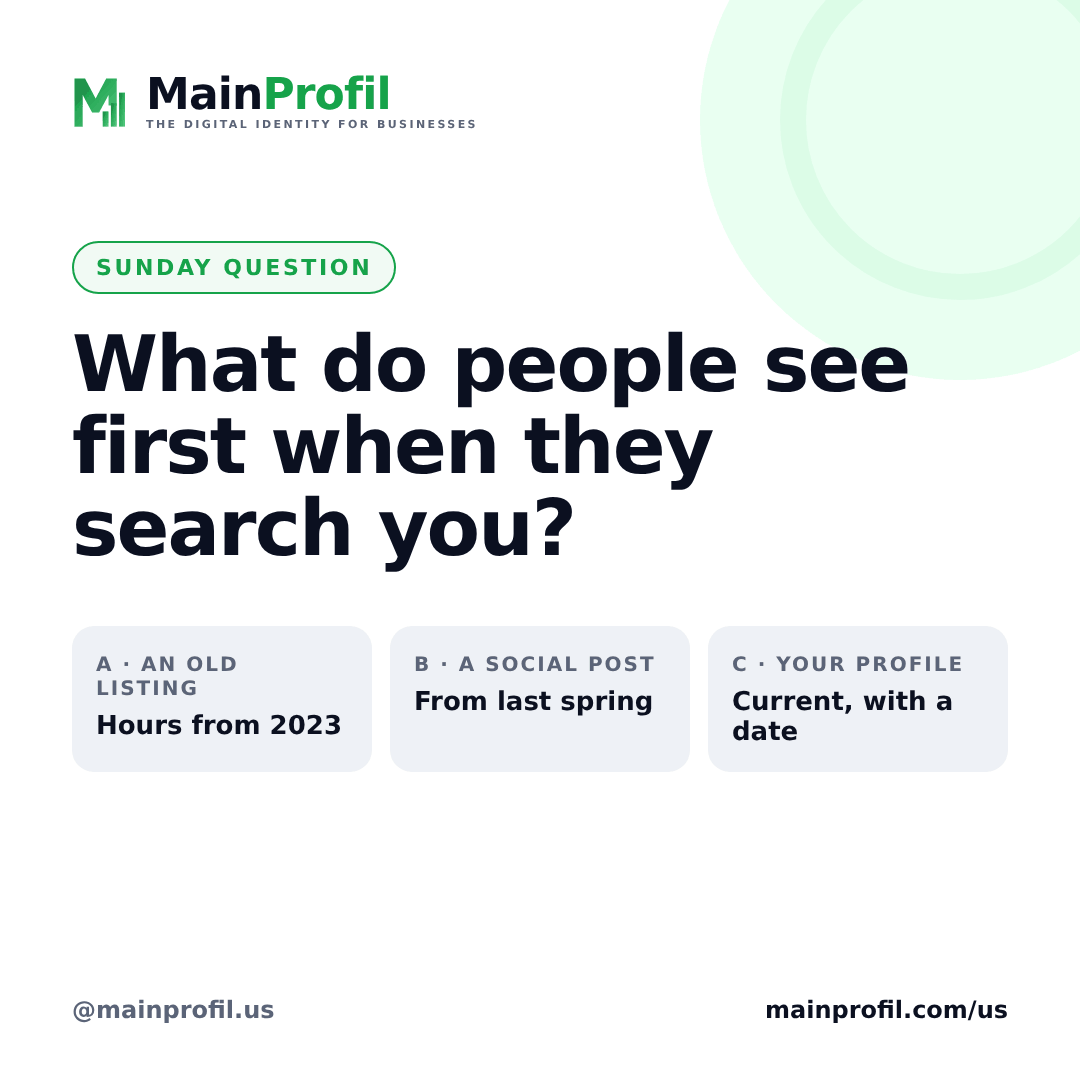 MainProfil
THE DIGITAL IDENTITY FOR BUSINESSES
SUNDAY QUESTION
What do people see
first when they
search you?
A · AN OLD
LISTING
Hours from 2023
B · A SOCIAL POST
From last spring
C · YOUR PROFILE
Current, with a
date
@mainprofil.us
mainprofil.com/us